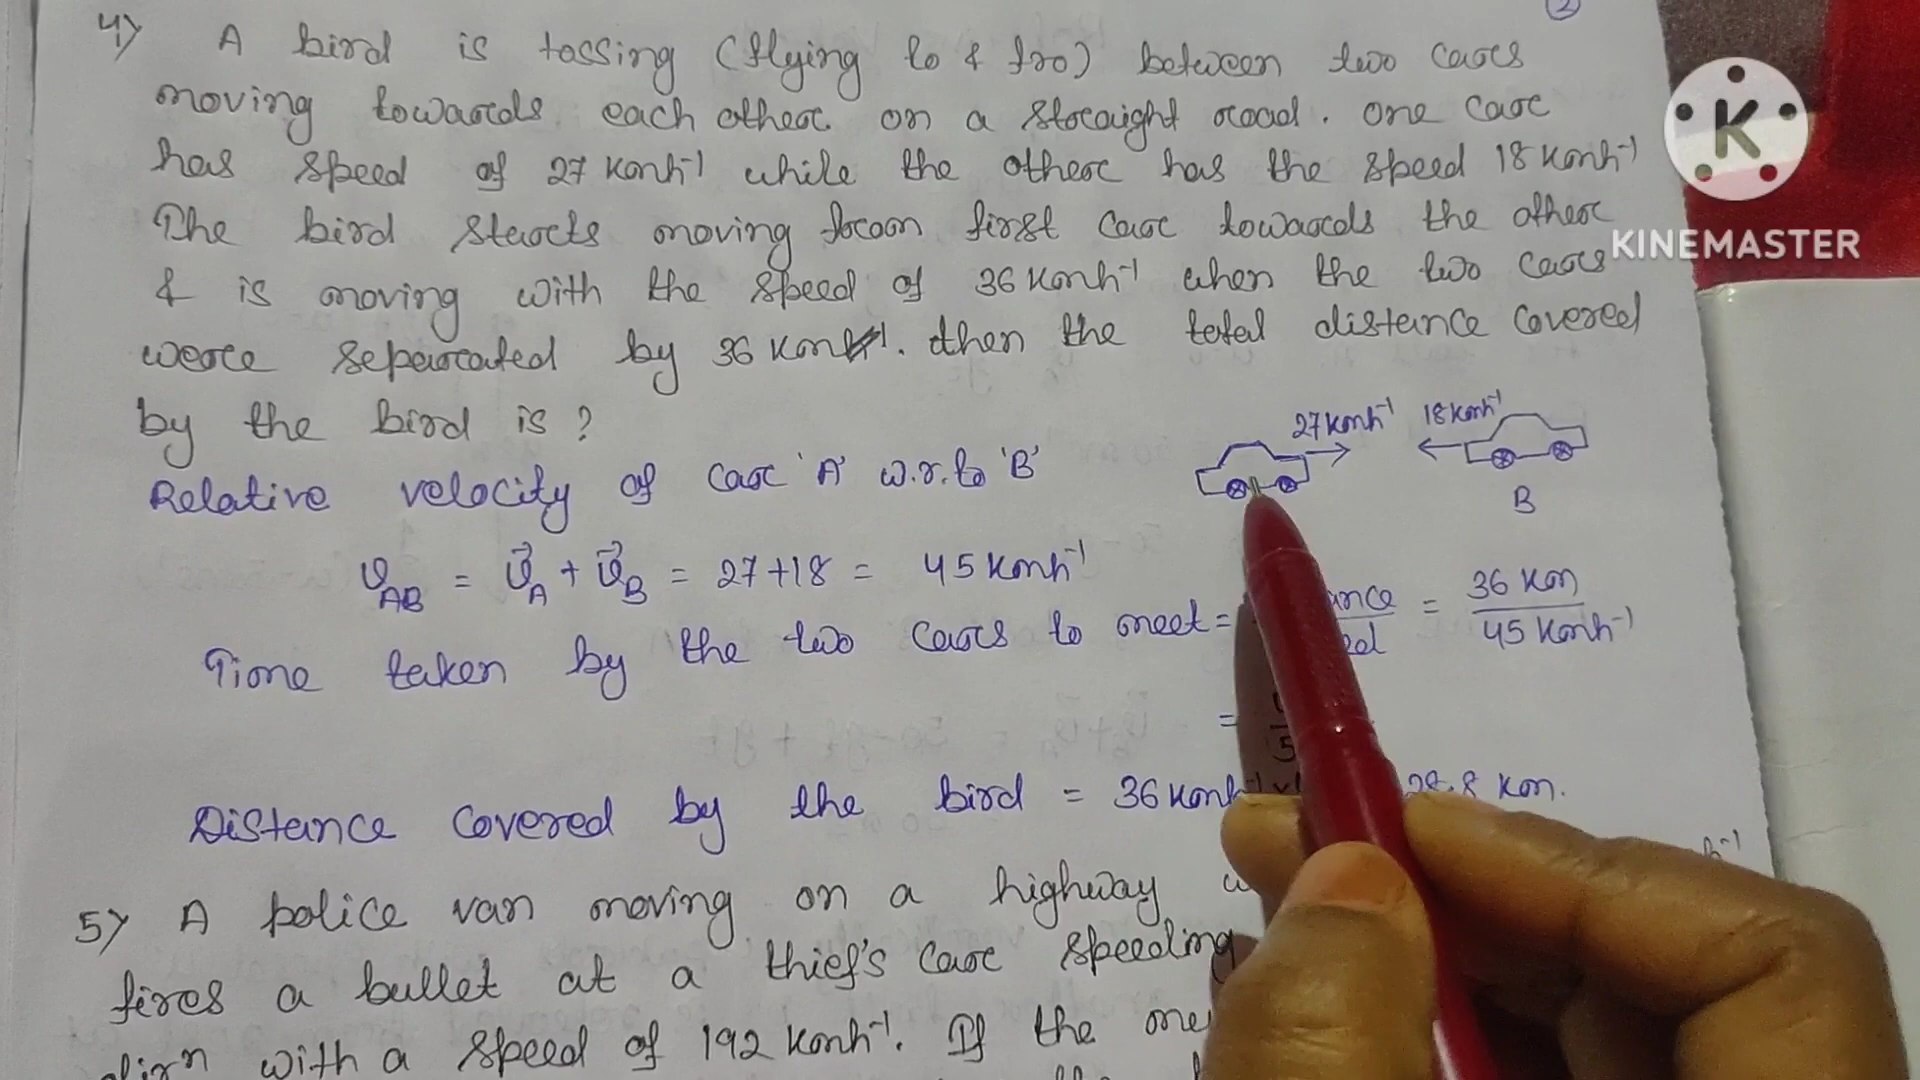 ②
4) A bird is tossing (flying to & fro) between two cars
moving towards each other on a straight road. One car
has speed of 27 kmh⁻¹ while the other has the speed 18 kmh⁻¹
The bird starts moving from first car towards the other
& is moving with the speed of 36 kmh⁻¹ when the two cars
were separated by 36 km. then the total distance covered
by the bird is?
27 kmh⁻¹ 18 kmh⁻¹
B
Relative velocity of car 'A' w.r.to 'B'
V_AB = V⃗_A + V⃗_B = 27+18 = 45 kmh⁻¹
Time taken by the two cars to meet = = 36 km / 45 kmh⁻¹
=
Distance covered by the bird = 36 kmh⁻¹ 28.8 km.
5) A police van moving on a highway
fires a bullet at a thief's car speeding
with a speed of 192 kmh⁻¹. If the
K
KINEMASTER